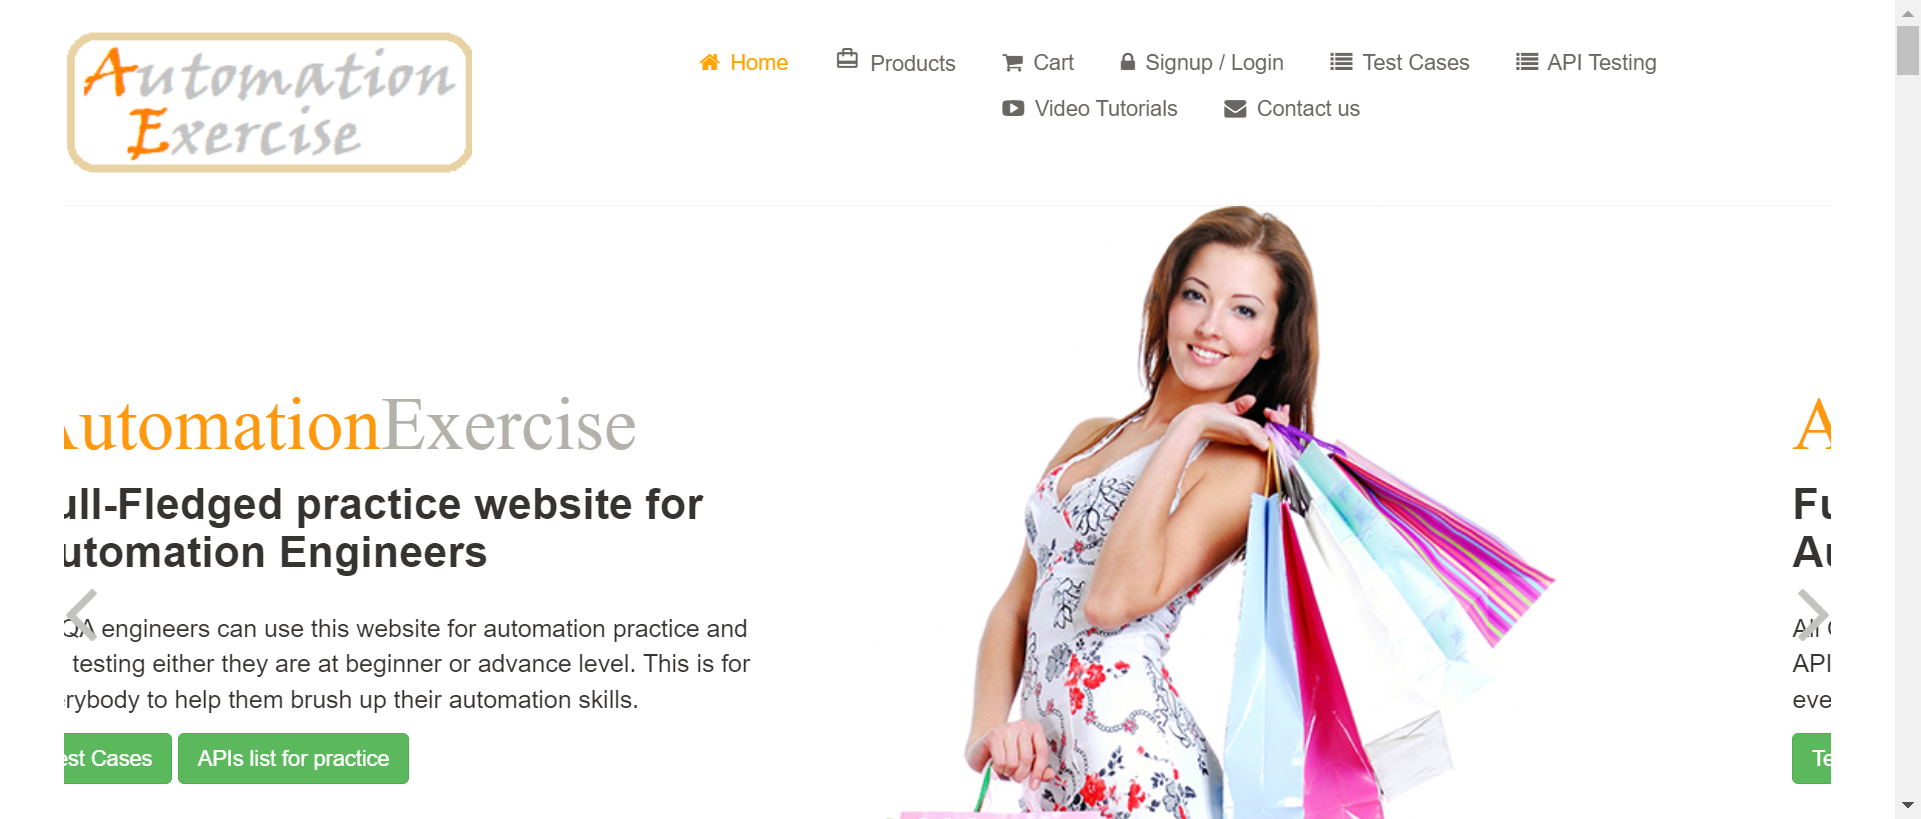 Automation
Exercise
Home
Products
Cart
Signup / Login
Test Cases
API Testing
Video Tutorials
Contact us
AutomationExercise
ull-Fledged practice website for
utomation Engineers
QA engineers can use this website for automation practice and
testing either they are at beginner or advance level. This is for
rybody to help them brush up their automation skills.
est Cases
APIs list for practice
A
Fu
Au
All
API
eve
Te